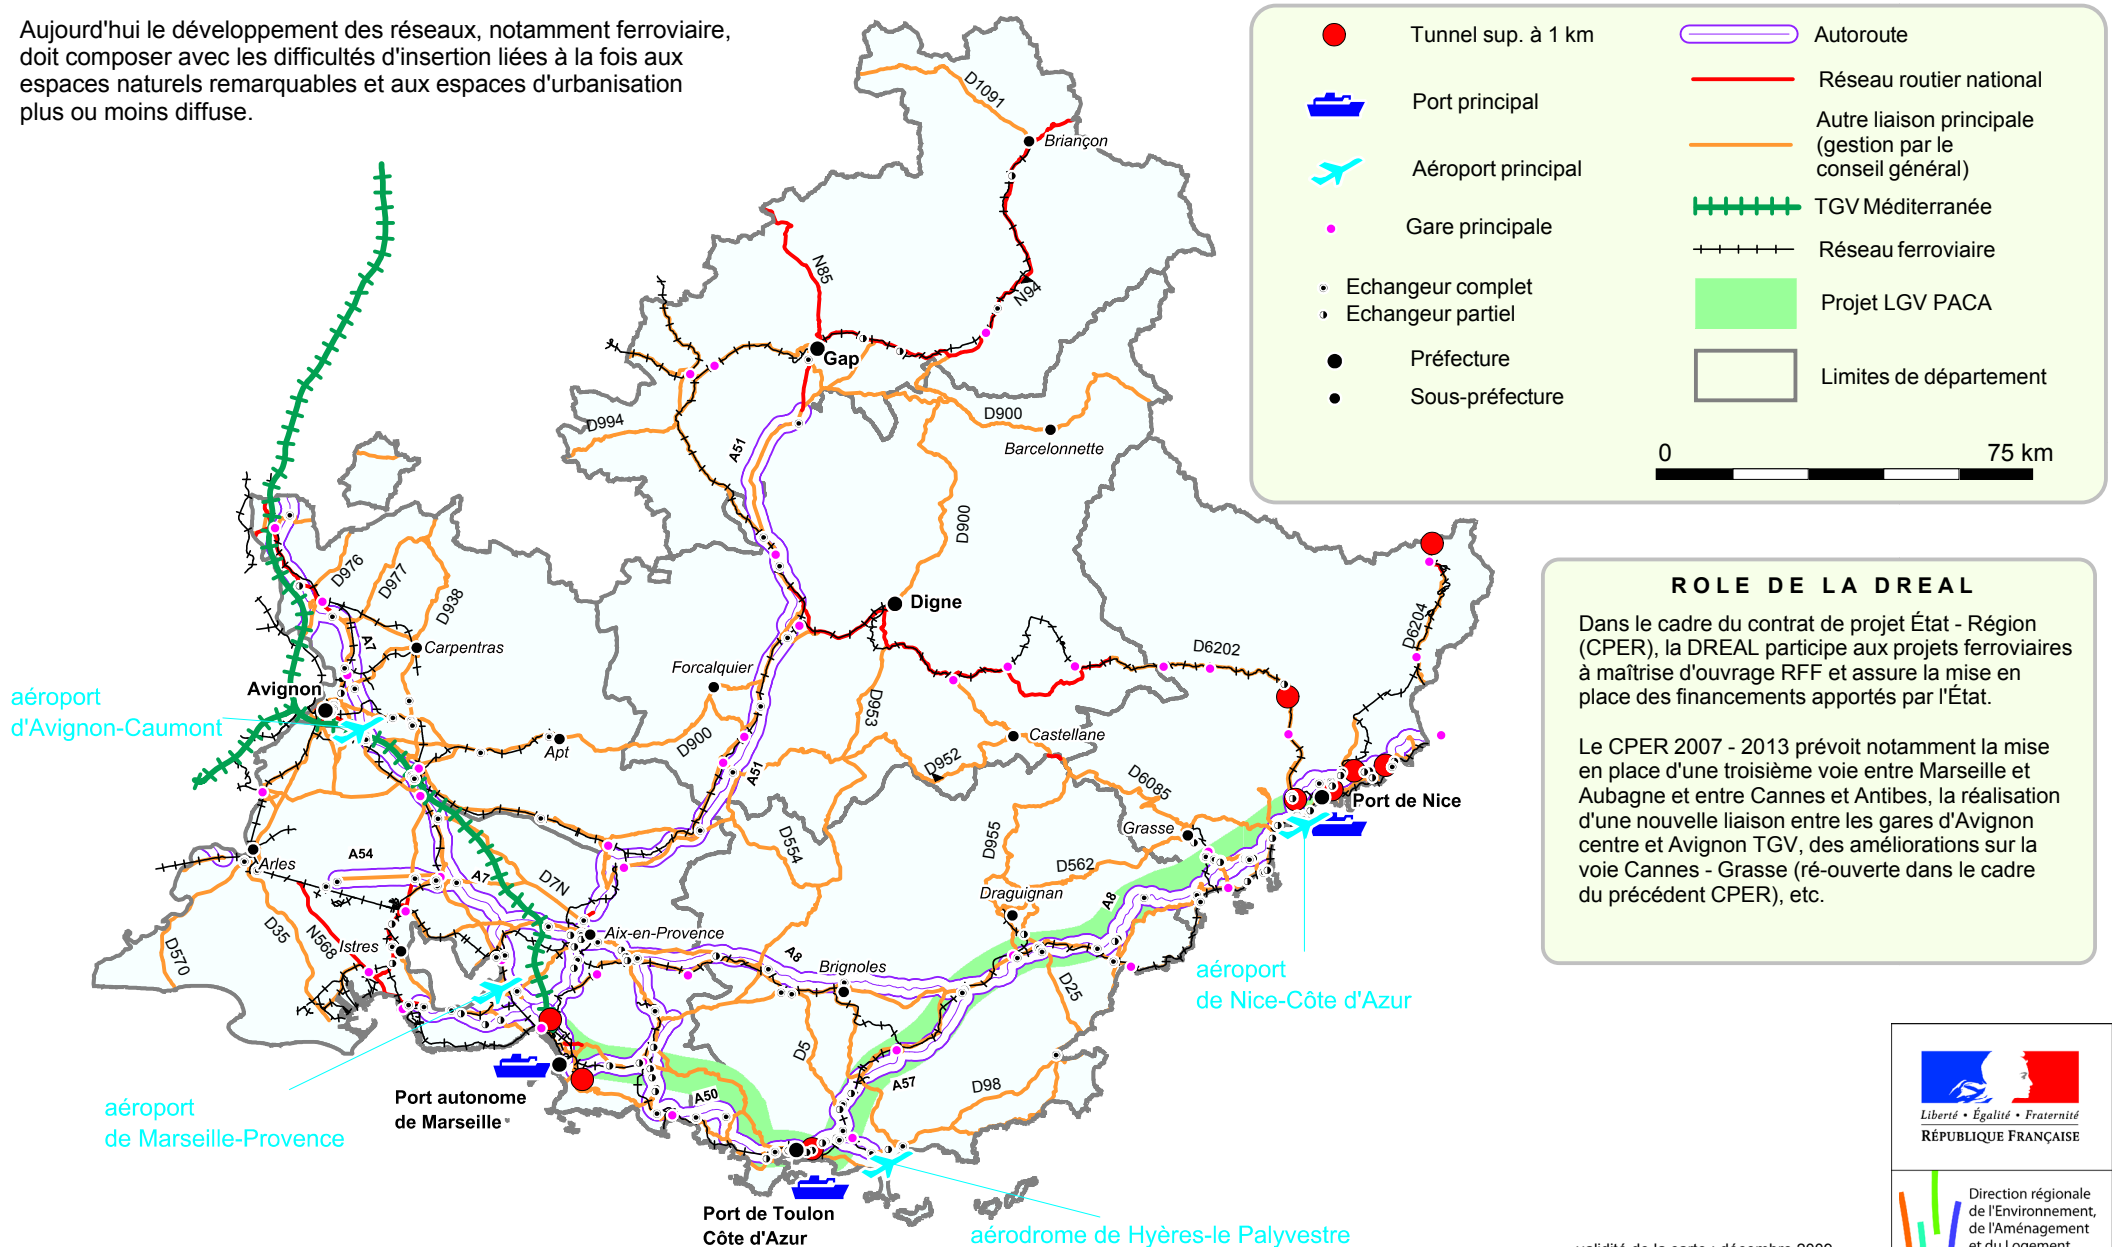 Aujourd'hui le développement des réseaux, notamment ferroviaire,
doit composer avec les difficultés d'insertion liées à la fois aux
espaces naturels remarquables et aux espaces d'urbanisation
plus ou moins diffuse.
Tunnel sup. à 1 km
Port principal
Aéroport principal
Gare principale
Echangeur complet
Echangeur partiel
Préfecture
Sous-préfecture
Autoroute
Réseau routier national
Autre liaison principale
(gestion par le
conseil général)
TGV Méditerranée
Réseau ferroviaire
Projet LGV PACA
Limites de département
0 75 km
D1091
Briançon
N85
N94
Gap
D994
A51
D900
Barcelonnette
D900
D976
D977
D938
A7
Carpentras
Digne
Forcalquier
D6202
D6204
Avignon
aéroport
d'Avignon-Caumont
Apt
D900
D953
A51
D952
Castellane
D6085
Port de Nice
Grasse
D955
D562
D554
Arles
A54
A7
D7N
Draguignan
A8
D570
D35
N568
Istres
Aix-en-Provence
A8
Brignoles
D25
aéroport
de Nice-Côte d'Azur
D5
A57
D98
A50
Port autonome
de Marseille
aéroport
de Marseille-Provence
Port de Toulon
Côte d'Azur
aérodrome de Hyères-le Palyvestre
ROLE DE LA DREAL
Dans le cadre du contrat de projet État - Région
(CPER), la DREAL participe aux projets ferroviaires
à maîtrise d'ouvrage RFF et assure la mise en
place des financements apportés par l'État.
Le CPER 2007 - 2013 prévoit notamment la mise
en place d'une troisième voie entre Marseille et
Aubagne et entre Cannes et Antibes, la réalisation
d'une nouvelle liaison entre les gares d'Avignon
centre et Avignon TGV, des améliorations sur la
voie Cannes - Grasse (ré-ouverte dans le cadre
du précédent CPER), etc.
Liberté • Égalité • Fraternité
RÉPUBLIQUE FRANÇAISE
Direction régionale
de l'Environnement,
de l'Aménagement
et du Logement
validité de la carte : décembre 2009